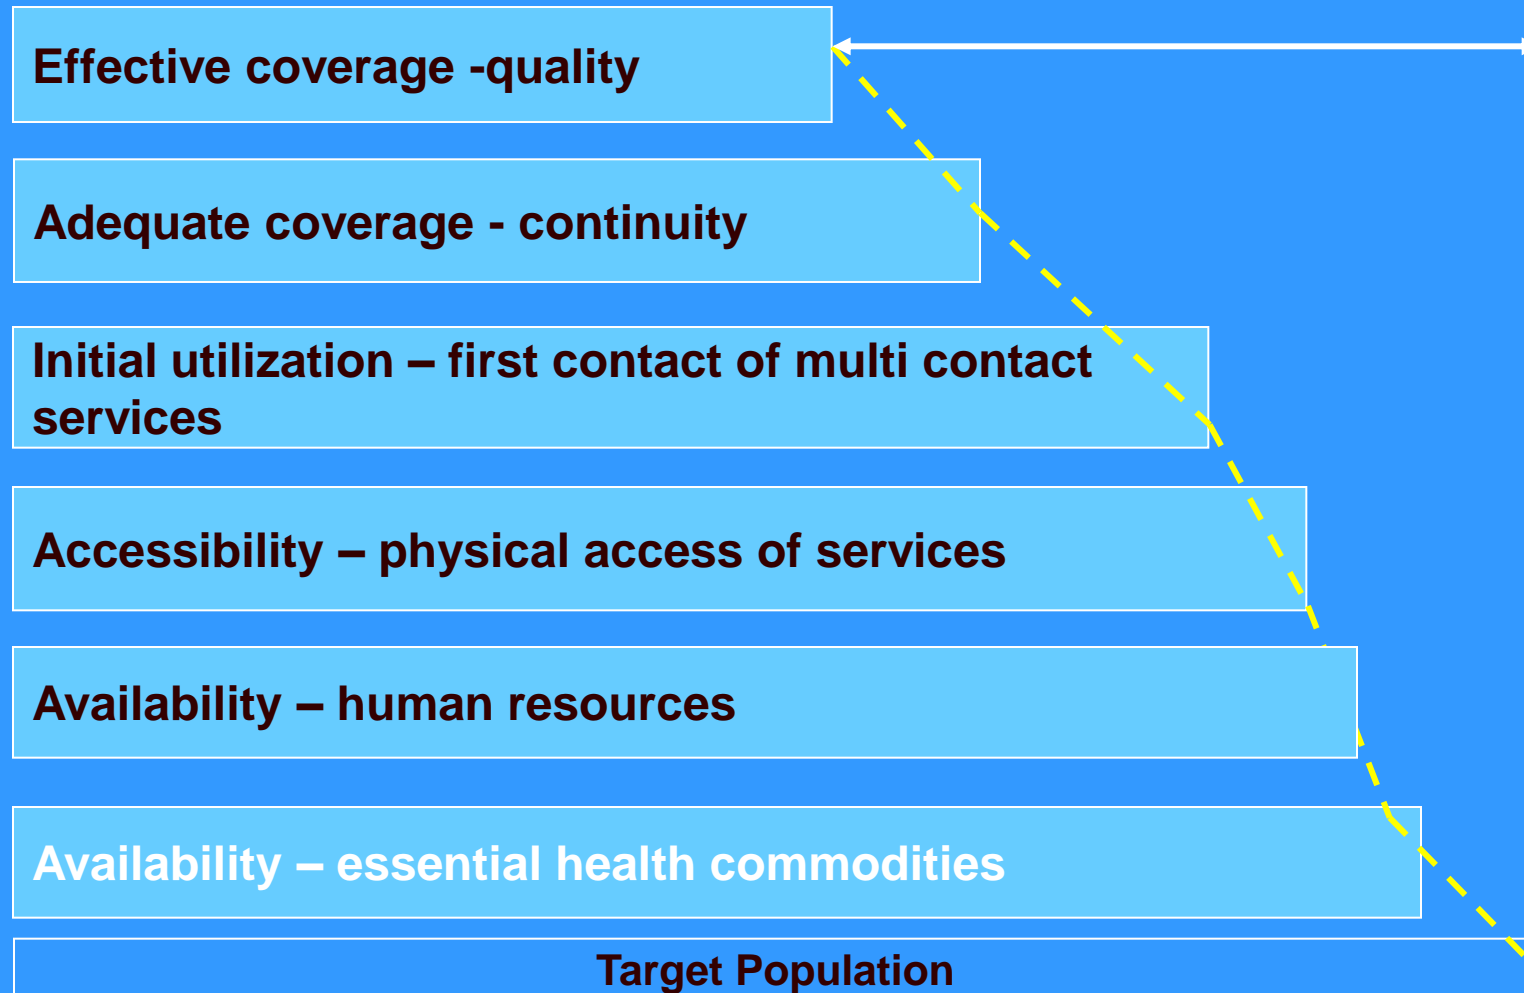 Effective coverage -quality
Adequate coverage - continuity
Initial utilization – first contact of multi contact
services
Accessibility – physical access of services
Availability – human resources
Availability – essential health commodities
Target Population